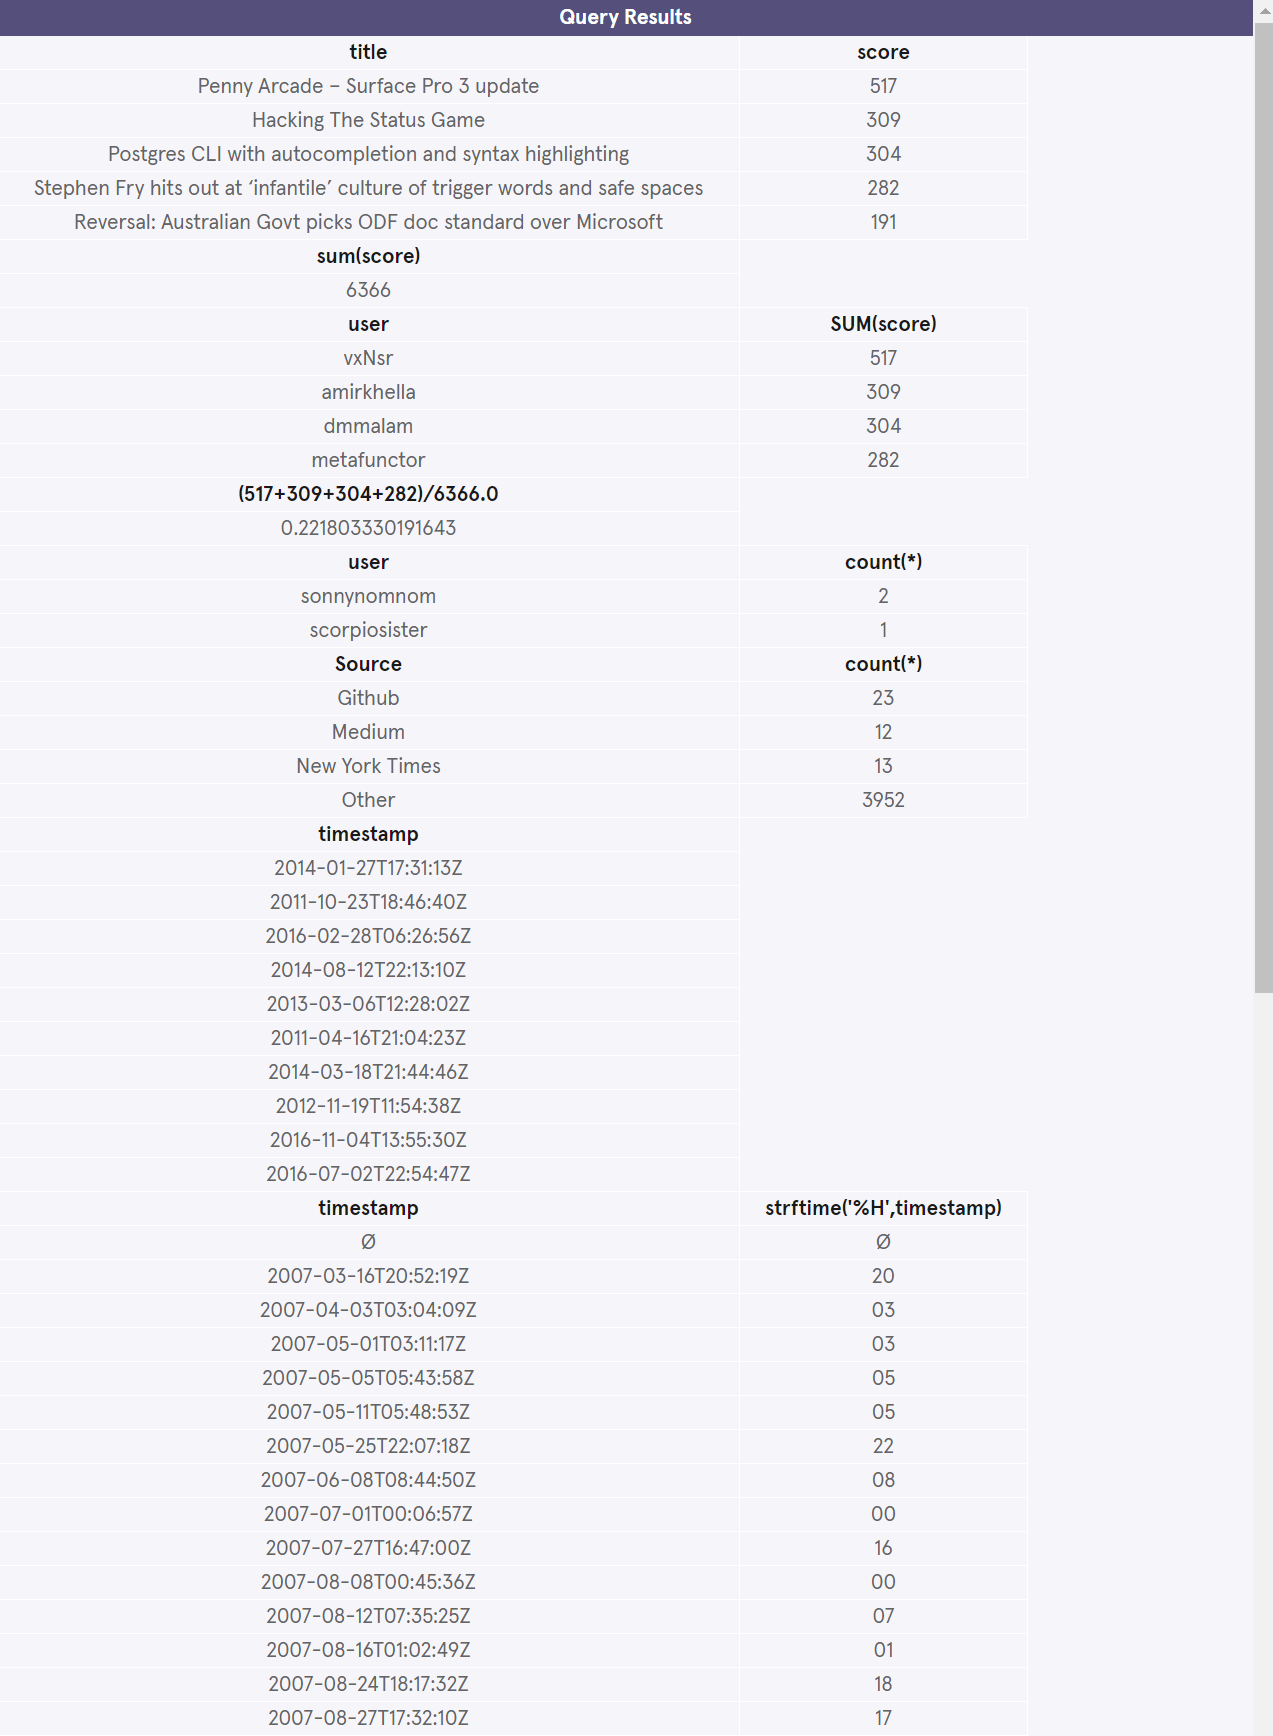 Query Results
title score
Penny Arcade – Surface Pro 3 update 517
Hacking The Status Game 309
Postgres CLI with autocompletion and syntax highlighting 304
Stephen Fry hits out at ‘infantile’ culture of trigger words and safe spaces 282
Reversal: Australian Govt picks ODF doc standard over Microsoft 191
sum(score)
6366
user SUM(score)
vxNsr 517
amirkhella 309
dmmalam 304
metafunctor 282
(517+309+304+282)/6366.0
0.221803330191643
user count(*)
sonnynomnom 2
scorpiosister 1
Source count(*)
Github 23
Medium 12
New York Times 13
Other 3952
timestamp
2014-01-27T17:31:13Z
2011-10-23T18:46:40Z
2016-02-28T06:26:56Z
2014-08-12T22:13:10Z
2013-03-06T12:28:02Z
2011-04-16T21:04:23Z
2014-03-18T21:44:46Z
2012-11-19T11:54:38Z
2016-11-04T13:55:30Z
2016-07-02T22:54:47Z
timestamp strftime('%H',timestamp)
Ø Ø
2007-03-16T20:52:19Z 20
2007-04-03T03:04:09Z 03
2007-05-01T03:11:17Z 03
2007-05-05T05:43:58Z 05
2007-05-11T05:48:53Z 05
2007-05-25T22:07:18Z 22
2007-06-08T08:44:50Z 08
2007-07-01T00:06:57Z 00
2007-07-27T16:47:00Z 16
2007-08-08T00:45:36Z 00
2007-08-12T07:35:25Z 07
2007-08-16T01:02:49Z 01
2007-08-24T18:17:32Z 18
2007-08-27T17:32:10Z 17